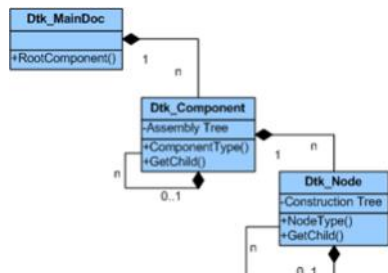 Dtk_MainDoc
+RootComponent()
1
n
Dtk_Component
-Assembly Tree
+ComponentType()
+GetChild()
n
0..1
1
n
Dtk_Node
-Construction Tree
+NodeType()
+GetChild()
n
0..1